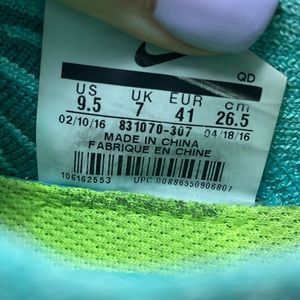 QD
US UK EUR cm
9.5 7 41 26.5
02/10/16 831070-307 04/18/16
MADE IN CHINA
FABRIQUE EN CHINE
106162553 UPC 00886550906807